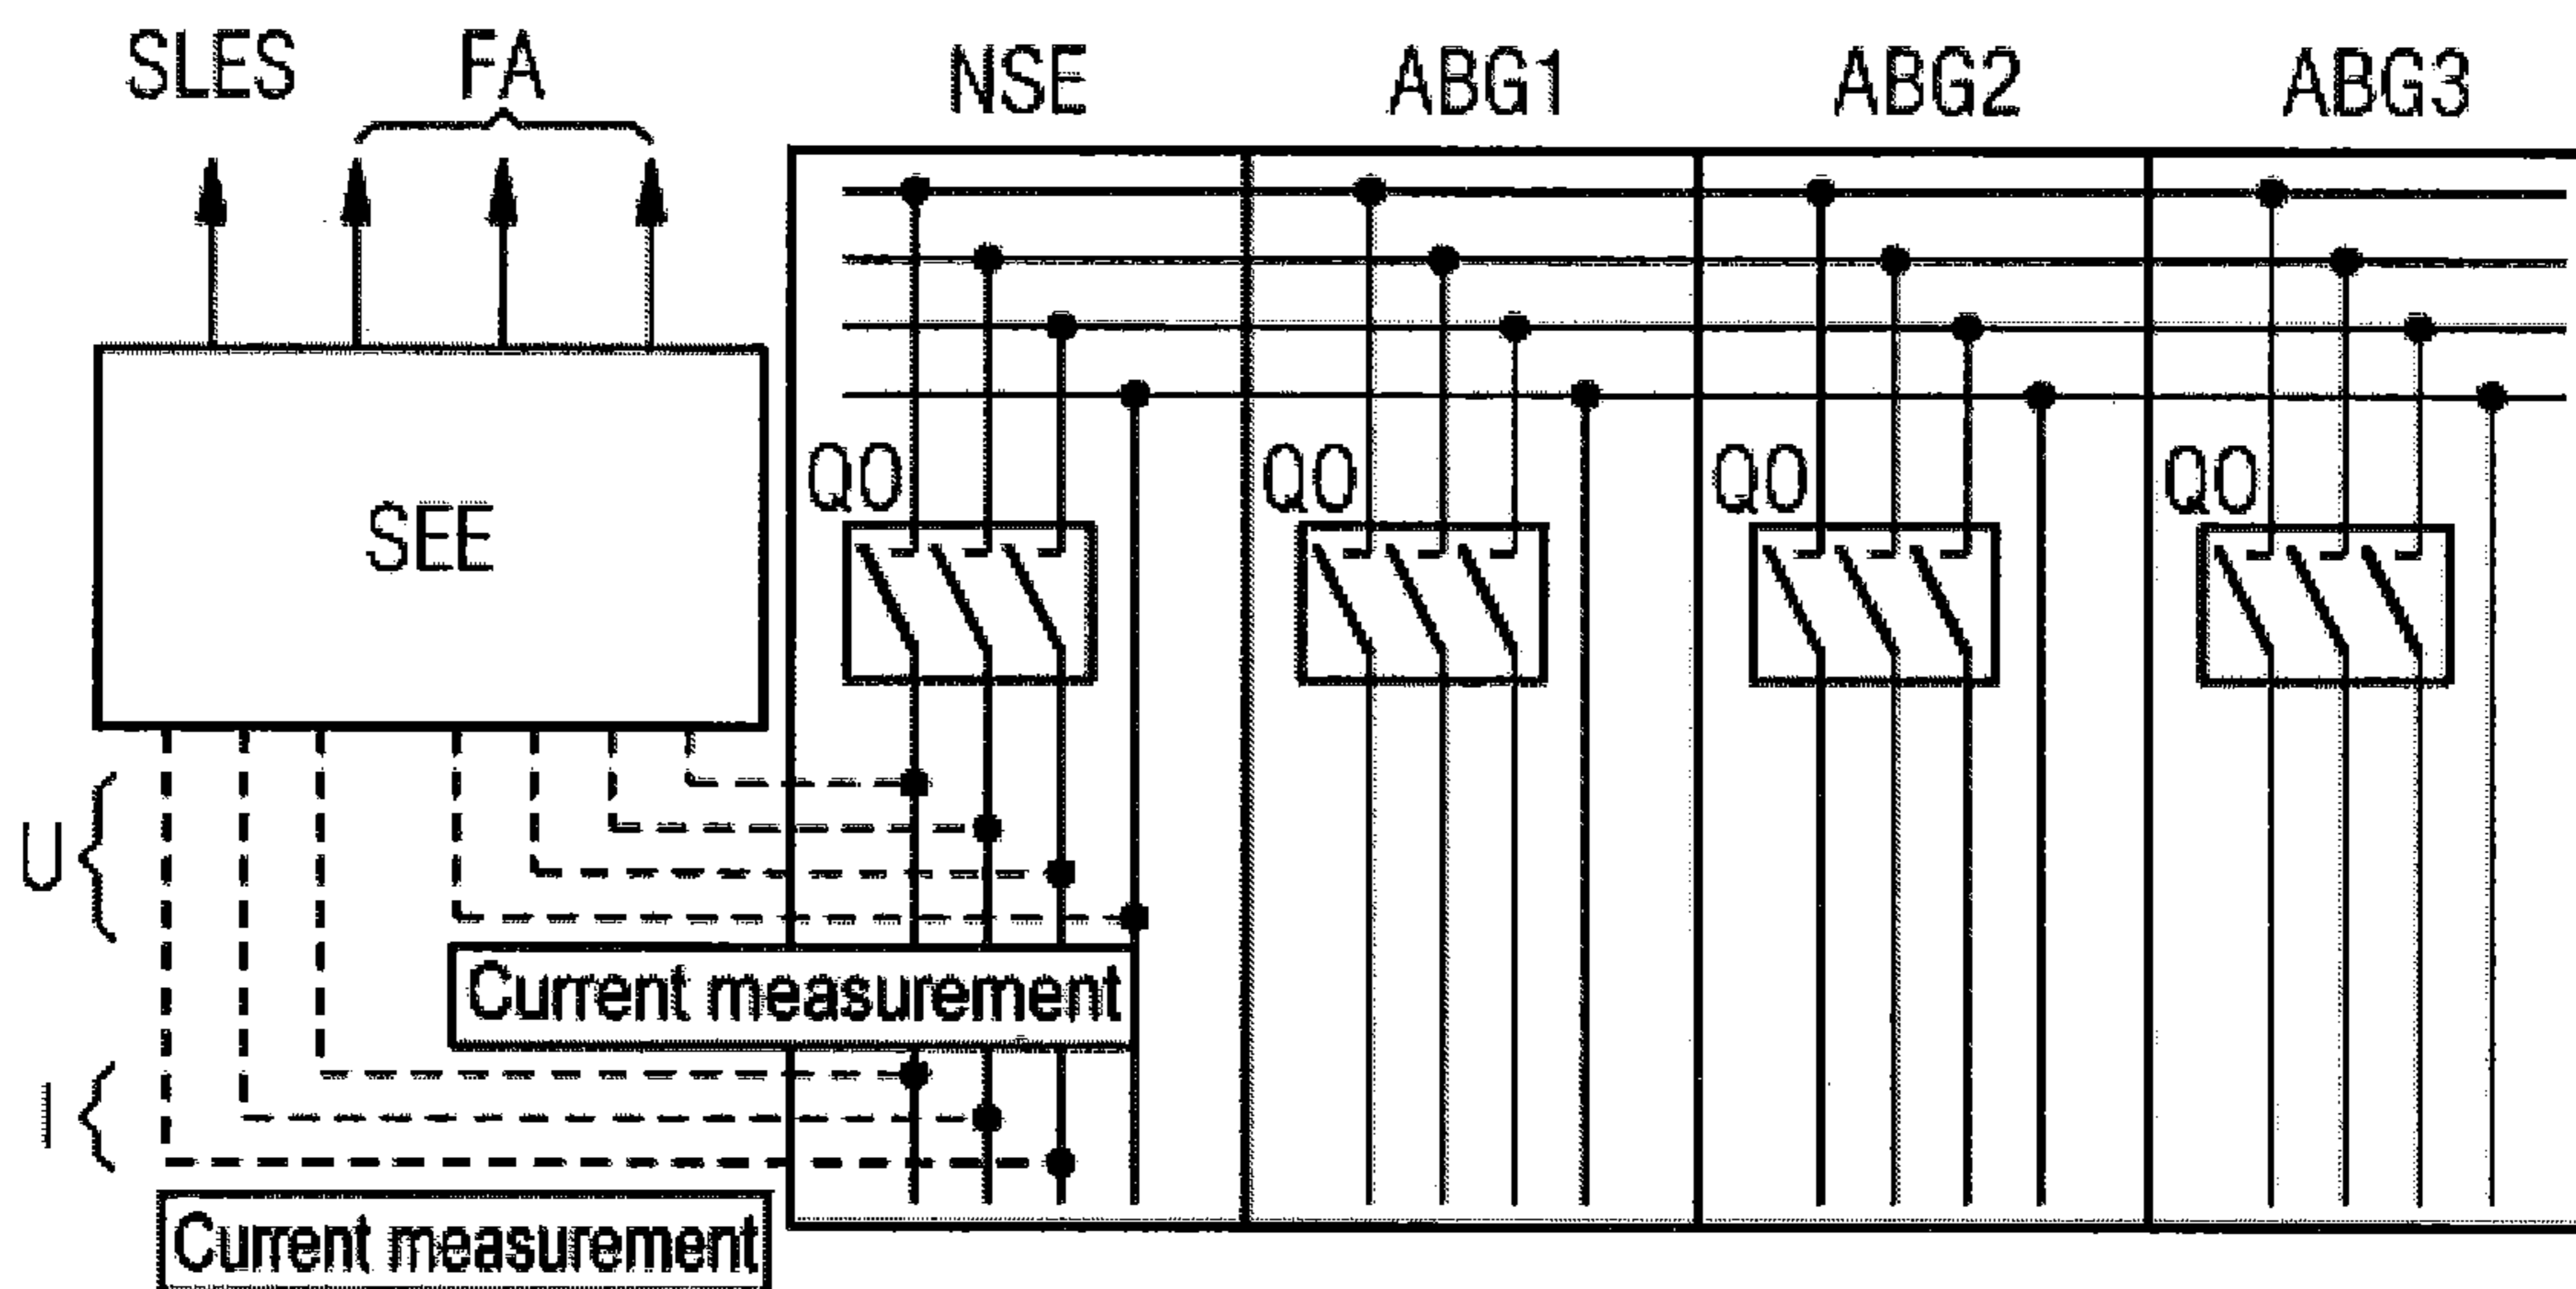 SLES FA NSE ABG1 ABG2 ABG3
QO QO QO QO
SEE
U
Current measurement
I
Current measurement